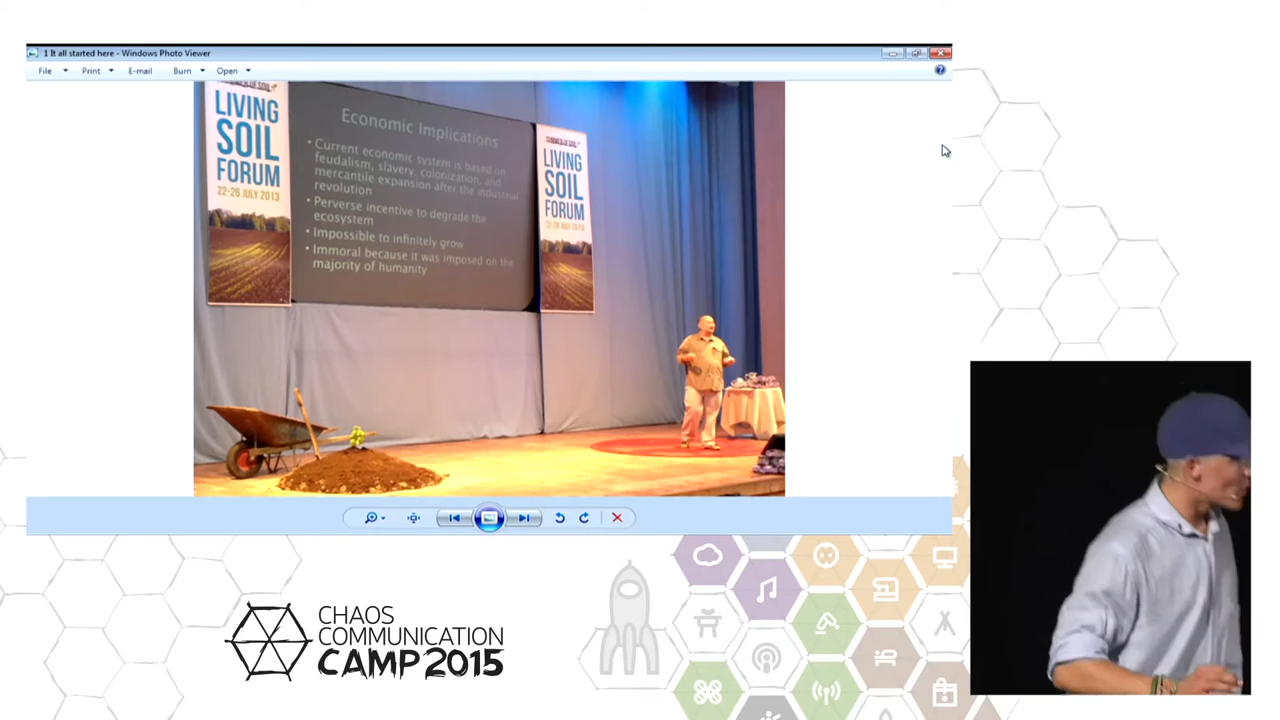 1 It all started here - Windows Photo Viewer
File Print E-mail Burn Open
LIVING
SOIL
FORUM
22-26 JULY 2013
Economic Implications
• Current economic system is based on
feudalism, slavery, colonization, and
mercantile expansion after the industrial
revolution
• Perverse incentive to degrade the
ecosystem
• Impossible to infinitely grow
• Immoral because it was imposed on the
majority of humanity
LIVING
SOIL
FORUM
22-26 JULY 2013
CHAOS
COMMUNICATION
CAMP 2015